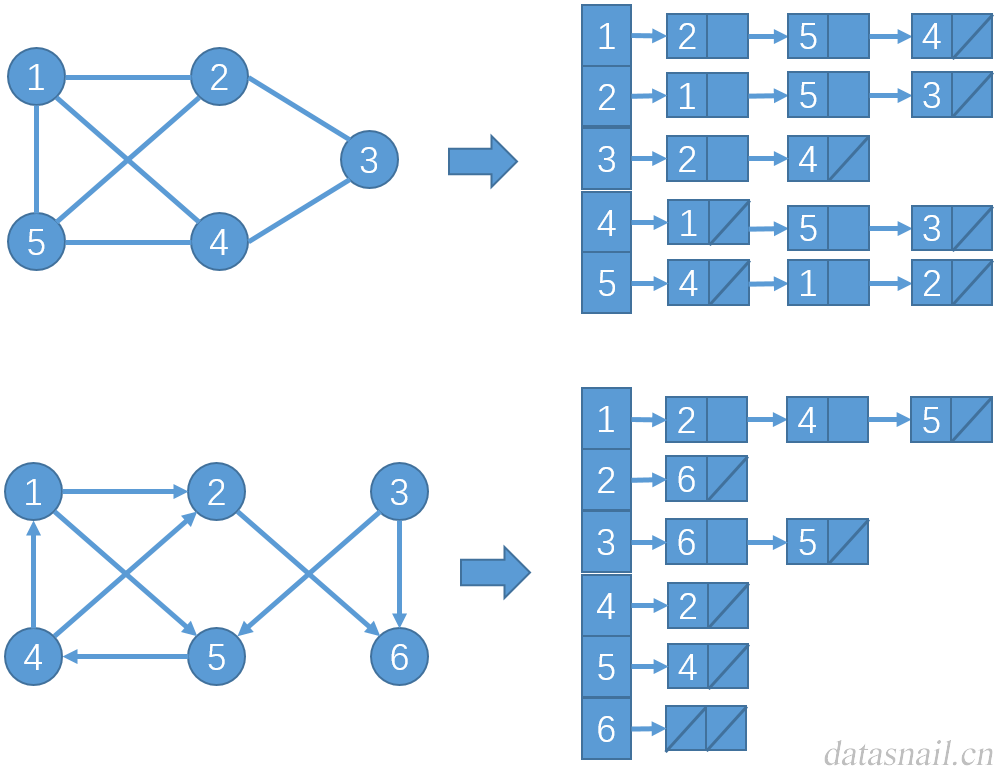 1 2 5 4
1 2
2 1 5 3
3
3 2 4
5 4
4 1 5 3
5 4 1 2
1 2 4 5
1 2 3
2 6
3 6 5
4 5 6
4 2
5 4
6
datasnail.cn